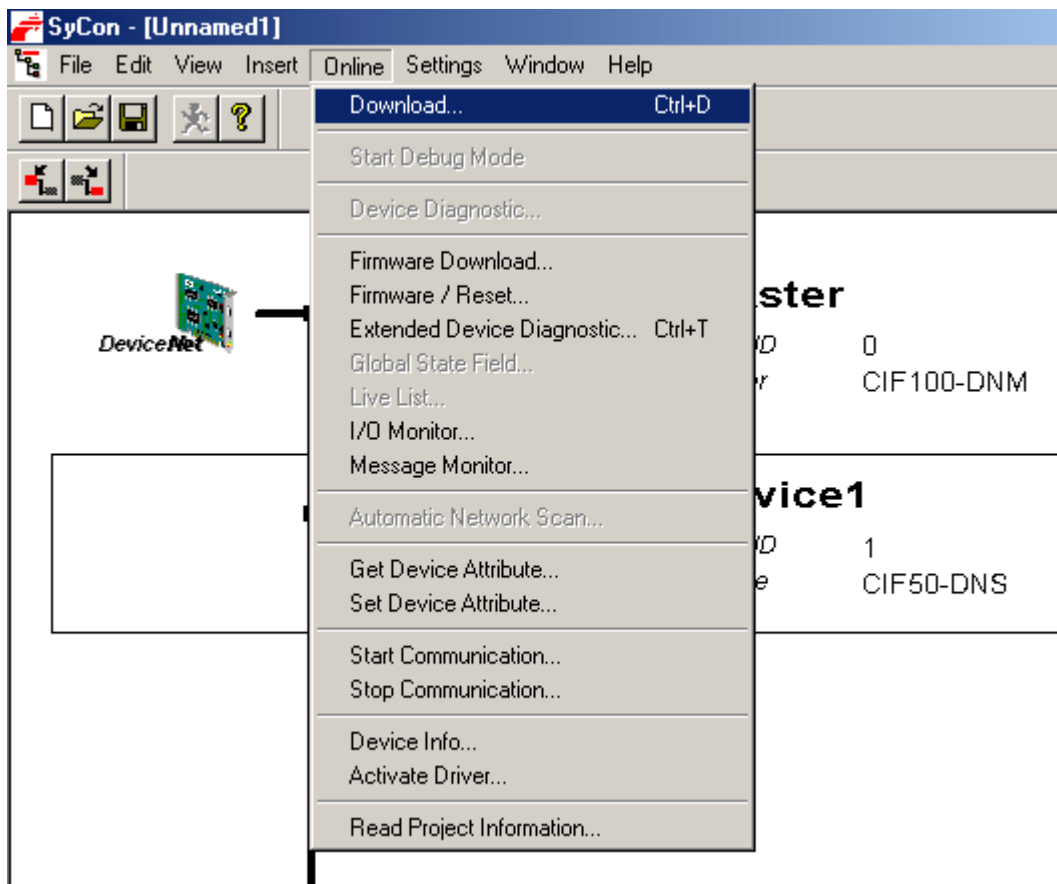 SyCon - [Unnamed1]
File Edit View Insert Online Settings Window Help
Download... Ctrl+D
Start Debug Mode
Device Diagnostic...
Firmware Download...
Firmware / Reset...
Extended Device Diagnostic... Ctrl+T
Global State Field...
Live List...
I/O Monitor...
Message Monitor...
Automatic Network Scan...
Get Device Attribute...
Set Device Attribute...
Start Communication...
Stop Communication...
Device Info...
Activate Driver...
Read Project Information...
DeviceNet
ster
ID 0
r CIF100-DNM
vice1
ID 1
e CIF50-DNS